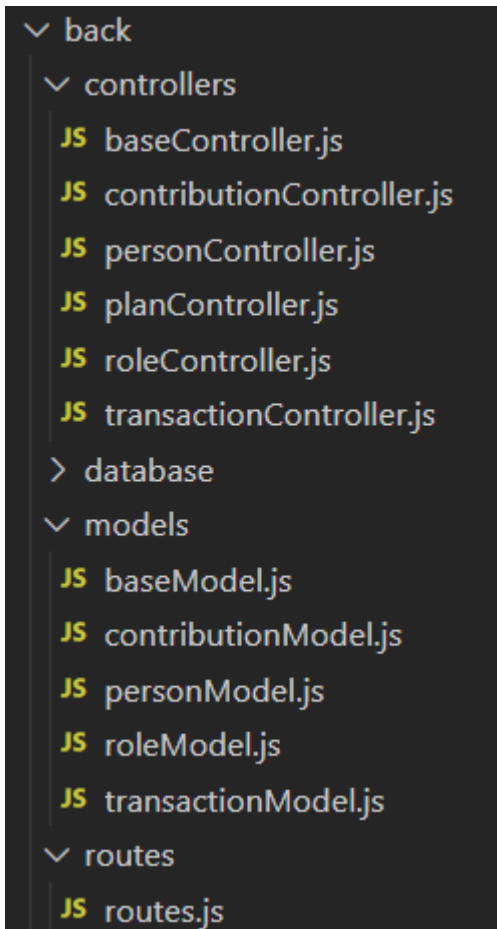 back
controllers
JS baseController.js
JS contributionController.js
JS personController.js
JS planController.js
JS roleController.js
JS transactionController.js
database
models
JS baseModel.js
JS contributionModel.js
JS personModel.js
JS roleModel.js
JS transactionModel.js
routes
JS routes.js